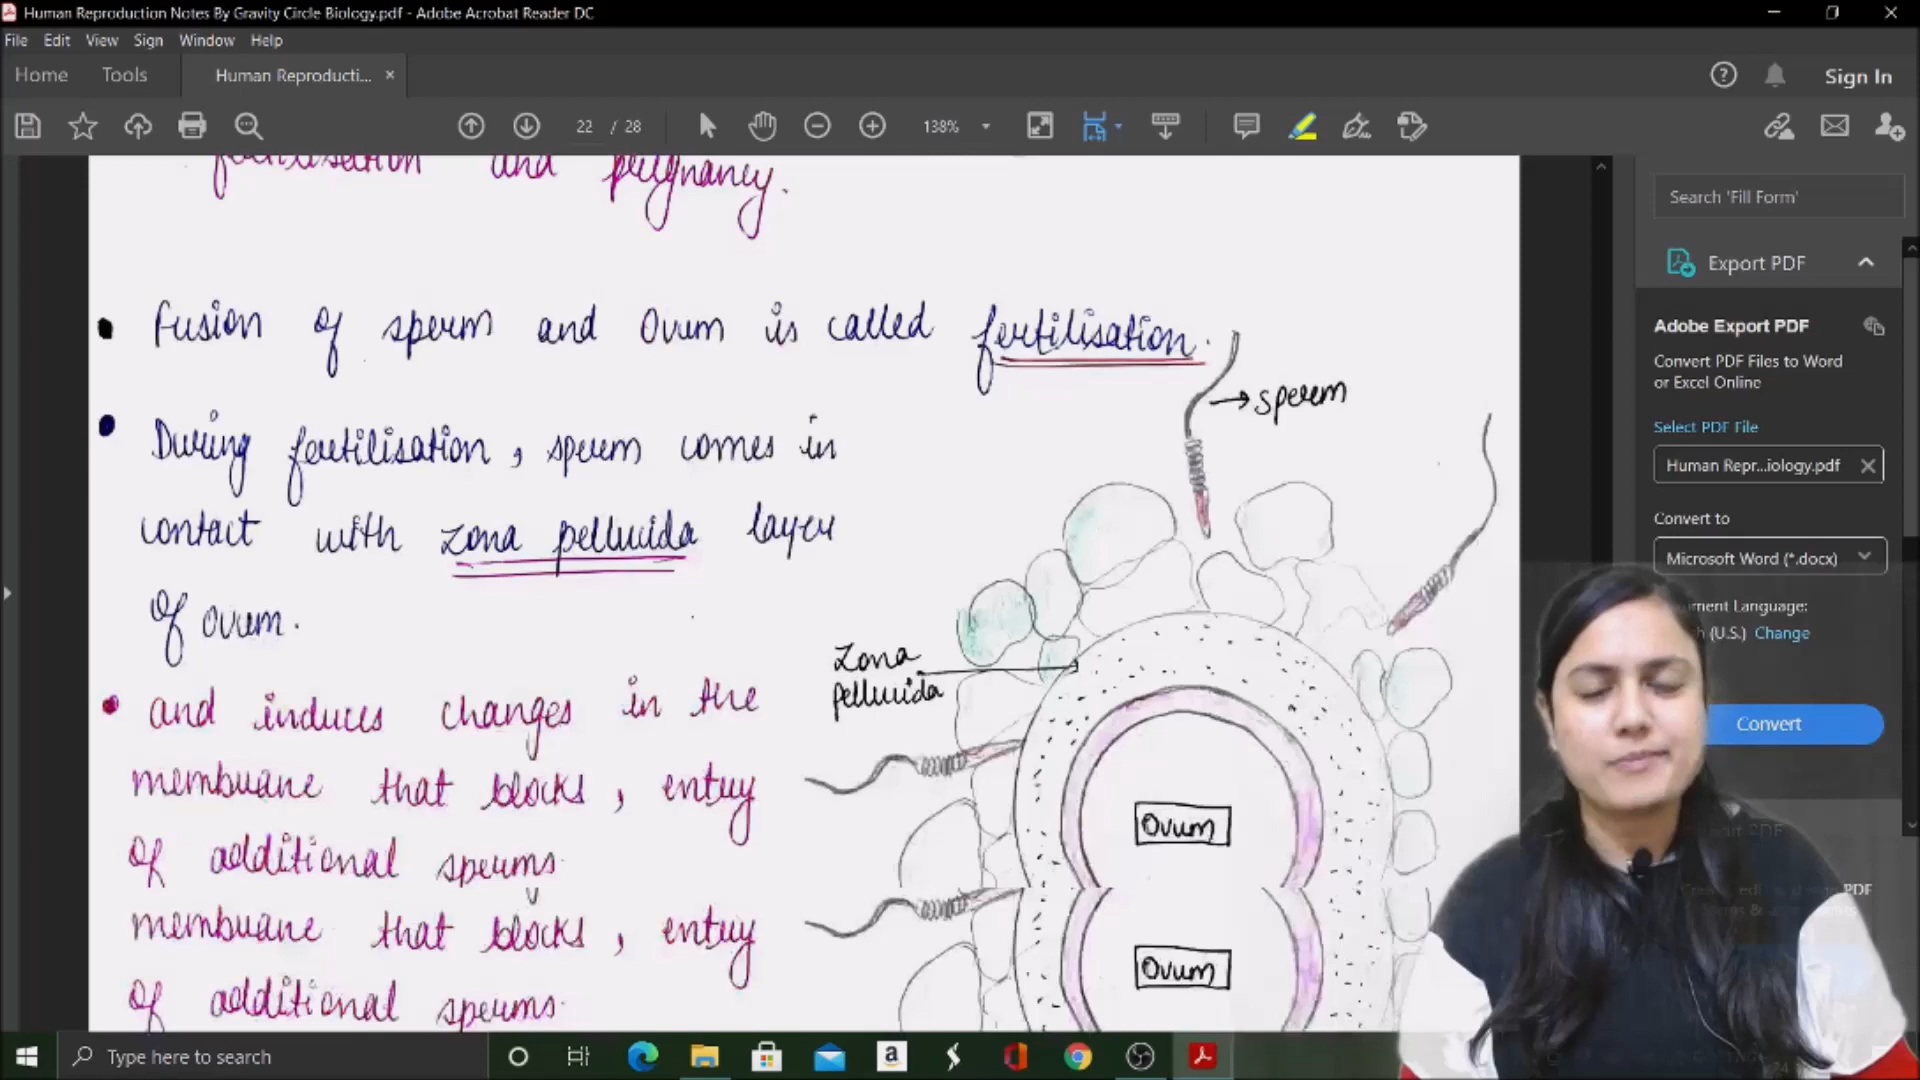 Human Reproduction Notes By Gravity Circle Biology.pdf - Adobe Acrobat Reader DC
File Edit View Sign Window Help
Home Tools Human Reproducti... × Sign In
22 / 28 138%
fertilisation and pregnancy.
Search 'Fill Form'
Export PDF
Adobe Export PDF
Convert PDF Files to Word
or Excel Online
Select PDF File
Human Repr...iology.pdf
Convert to
Microsoft Word (*.docx)
(U.S.) Change
Convert
• Fusion of sperm and Ovum is called fertilisation.
→ sperm
• During fertilisation, sperm comes in
contact with zona pellucida layer
of ovum.
Zona
pellucida
• and induces changes in the
membrane that blocks, entry
of additional sperms.
Ovum
membrane that blocks, entry
of additional sperms.
Ovum
PDF
Type here to search